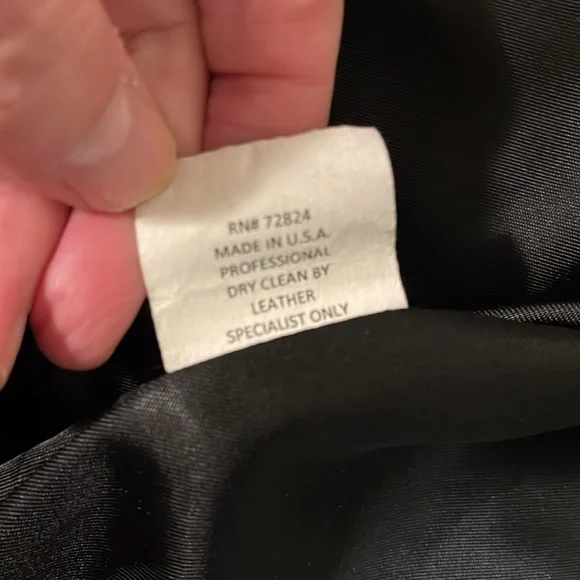 RN# 72824
MADE IN U.S.A.
PROFESSIONAL
DRY CLEAN BY
LEATHER
SPECIALIST ONLY